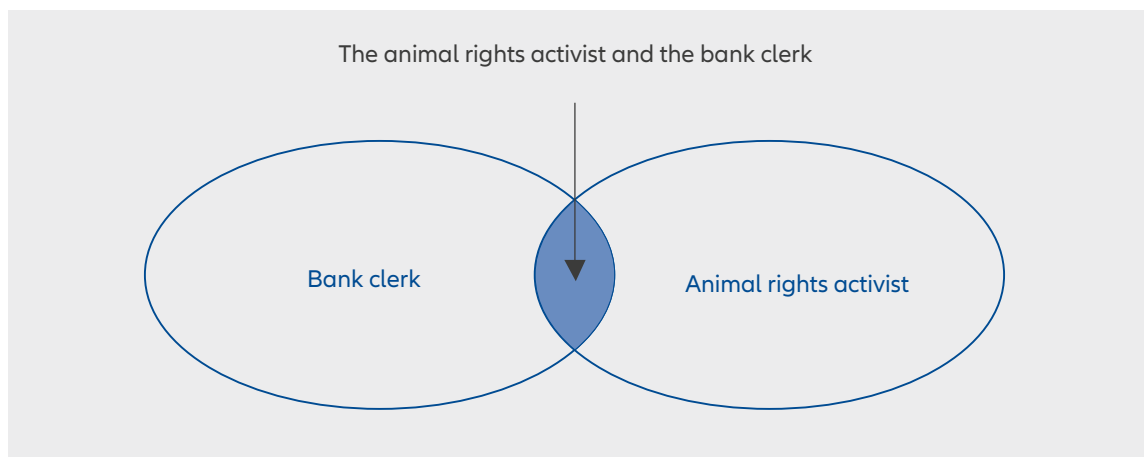 The animal rights activist and the bank clerk
Bank clerk
Animal rights activist